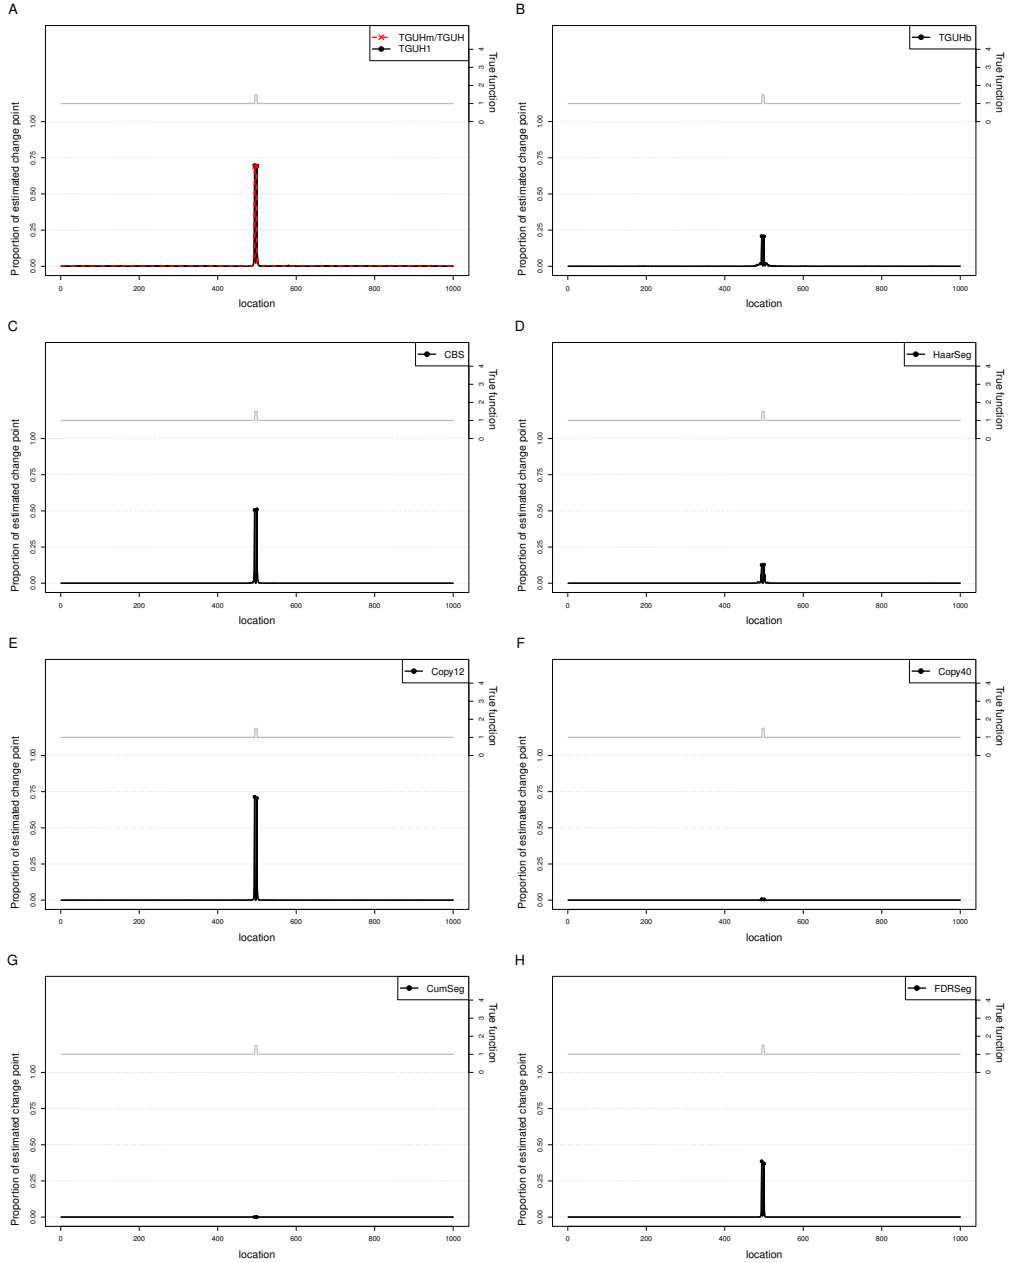 A
TGUHm/TGUH
TGUH1
Proportion of estimated change point
0.00 0.25 0.50 0.75 1.00
True function
0 1 2 3 4
0 200 400 600 800 1000
location
B
TGUHb
Proportion of estimated change point
0.00 0.25 0.50 0.75 1.00
True function
0 1 2 3 4
0 200 400 600 800 1000
location
C
CBS
Proportion of estimated change point
0.00 0.25 0.50 0.75 1.00
True function
0 1 2 3 4
0 200 400 600 800 1000
location
D
HaarSeg
Proportion of estimated change point
0.00 0.25 0.50 0.75 1.00
True function
0 1 2 3 4
0 200 400 600 800 1000
location
E
Copy12
Proportion of estimated change point
0.00 0.25 0.50 0.75 1.00
True function
0 1 2 3 4
0 200 400 600 800 1000
location
F
Copy40
Proportion of estimated change point
0.00 0.25 0.50 0.75 1.00
True function
0 1 2 3 4
0 200 400 600 800 1000
location
G
CumSeg
Proportion of estimated change point
0.00 0.25 0.50 0.75 1.00
True function
0 1 2 3 4
0 200 400 600 800 1000
location
H
FDRSeg
Proportion of estimated change point
0.00 0.25 0.50 0.75 1.00
True function
0 1 2 3 4
0 200 400 600 800 1000
location